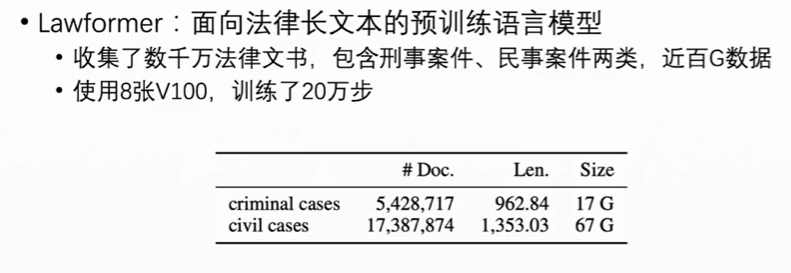 • Lawformer：面向法律长文本的预训练语言模型
• 收集了数千万法律文书，包含刑事案件、民事案件两类，近百G数据
• 使用8张V100，训练了20万步
# Doc. Len. Size
criminal cases 5,428,717 962.84 17 G
civil cases 17,387,874 1,353.03 67 G